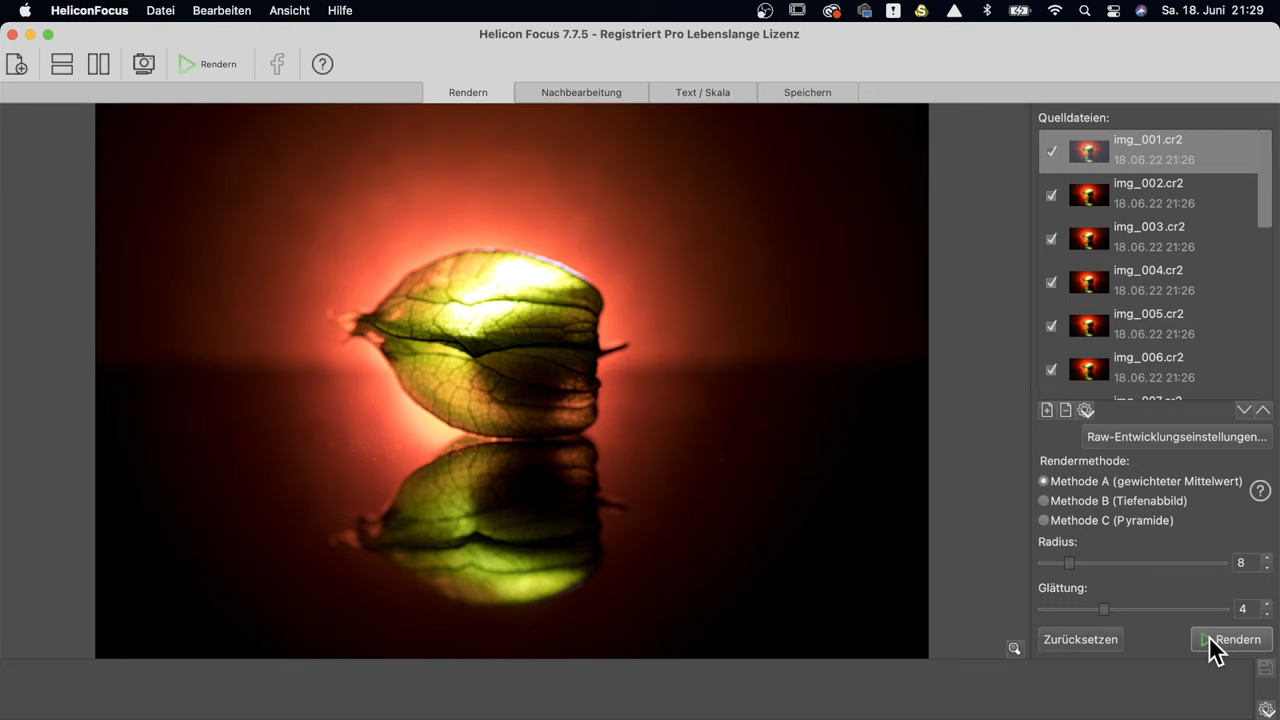 HeliconFocus Datei Bearbeiten Ansicht Hilfe Sa. 18. Juni 21:29
Helicon Focus 7.7.5 - Registriert Pro Lebenslange Lizenz
Rendern
Rendern Nachbearbeitung Text / Skala Speichern
Quelldateien:
img_001.cr2
18.06.22 21:26
img_002.cr2
18.06.22 21:26
img_003.cr2
18.06.22 21:26
img_004.cr2
18.06.22 21:26
img_005.cr2
18.06.22 21:26
img_006.cr2
18.06.22 21:26
Raw-Entwicklungseinstellungen...
Rendermethode:
Methode A (gewichteter Mittelwert)
Methode B (Tiefenabbild)
Methode C (Pyramide)
Radius:
8
Glättung:
4
Zurücksetzen Rendern